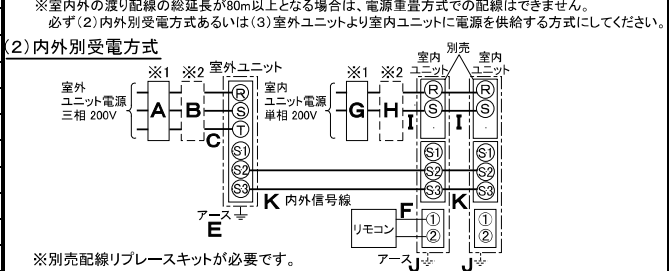 ※室内外の渡り配線の総延長が80m以上となる場合は、電源重畳方式での配線はできません。
必ず(2)内外別受電方式あるいは(3)室外ユニットより室内ユニットに電源を供給する方式にしてください。
(2)内外別受電方式
別売
※1 ※2 室外ユニット
※1 ※2 室内ユニット 室内ユニット
室外
ユニット電源
三相 200V
A B C
R
S
T
S1
S2
S3
室内
ユニット電源
単相 200V
G H I I
R
S
S1
S2
S3
R
S
S1
S2
S3
K 内外信号線
K
アース
E
リモコン
F
①
②
①
②
アース J J
※別売配線リプレースキットが必要です。